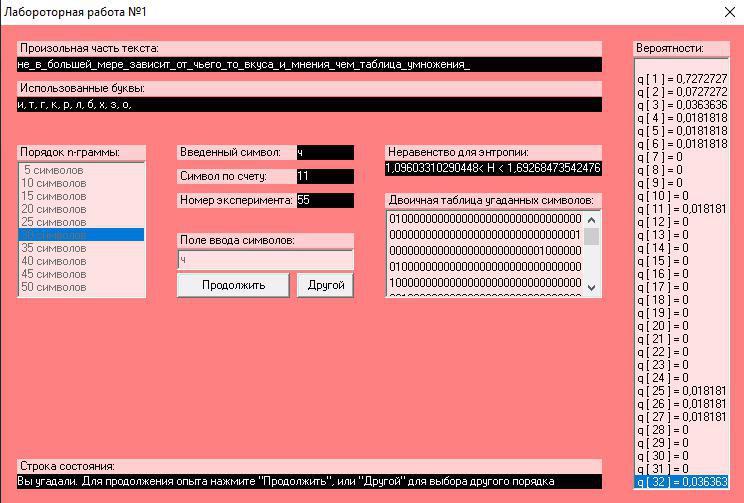 Лабороторная работа №1
Произольная часть текста:
не_в_большей_мере_зависит_от_чьего_то_вкуса_и_мнения_чем_таблица_умножения_
Использованные буквы:
и, т, г, к, р, л, б, х, з, о,
Порядок n-граммы:
5 символов
10 символов
15 символов
20 символов
25 символов
30 символов
35 символов
40 символов
45 символов
50 символов
Введенный символ: ч
Символ по счету: 11
Номер эксперимента: 55
Поле ввода символов:
ч
Продолжить
Другой
Неравенство для энтропии:
1,09603310290448< H < 1,69268473542476
Двоичная таблица угаданных символов:
01000000000000000000000000000000
00000000000000000000000000000001
00000000000000000000000001000000
01000000000000000000000000000000
10000000000000000000000000000000
Вероятности:
q [ 1 ] = 0,7272727
q [ 2 ] = 0,0727272
q [ 3 ] = 0,0363636
q [ 4 ] = 0,0181818
q [ 5 ] = 0,0181818
q [ 6 ] = 0,0181818
q [ 7 ] = 0
q [ 8 ] = 0
q [ 9 ] = 0
q [ 10 ] = 0
q [ 11 ] = 0,018181
q [ 12 ] = 0
q [ 13 ] = 0
q [ 14 ] = 0
q [ 15 ] = 0
q [ 16 ] = 0
q [ 17 ] = 0
q [ 18 ] = 0
q [ 19 ] = 0
q [ 20 ] = 0
q [ 21 ] = 0
q [ 22 ] = 0
q [ 23 ] = 0
q [ 24 ] = 0
q [ 25 ] = 0,018181
q [ 26 ] = 0,018181
q [ 27 ] = 0,018181
q [ 28 ] = 0
q [ 29 ] = 0
q [ 30 ] = 0
q [ 31 ] = 0
q [ 32 ] = 0,036363
Строка состояния:
Вы угадали. Для продолжения опыта нажмите "Продолжить", или "Другой" для выбора другого порядка